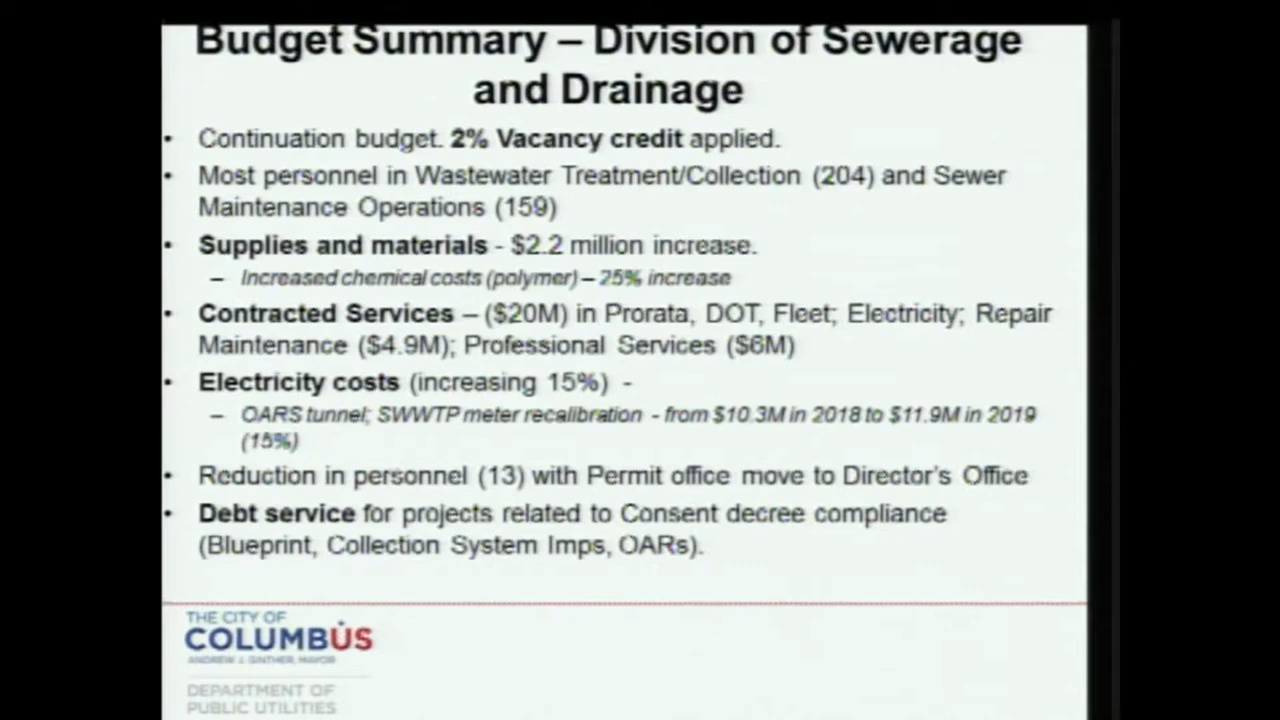 Budget Summary – Division of Sewerage
and Drainage
• Continuation budget. 2% Vacancy credit applied.
• Most personnel in Wastewater Treatment/Collection (204) and Sewer
Maintenance Operations (159)
• Supplies and materials - $2.2 million increase.
– Increased chemical costs (polymer) – 25% increase
• Contracted Services – ($20M) in Prorata, DOT, Fleet; Electricity; Repair
Maintenance ($4.9M); Professional Services ($6M)
• Electricity costs (increasing 15%) -
– OARS tunnel; SWWTP meter recalibration - from $10.3M in 2018 to $11.9M in 2019
(15%)
• Reduction in personnel (13) with Permit office move to Director's Office
• Debt service for projects related to Consent decree compliance
(Blueprint, Collection System Imps, OARs).
THE CITY OF
COLUMBUS
ANDREW J. GINTHER, MAYOR
DEPARTMENT OF
PUBLIC UTILITIES